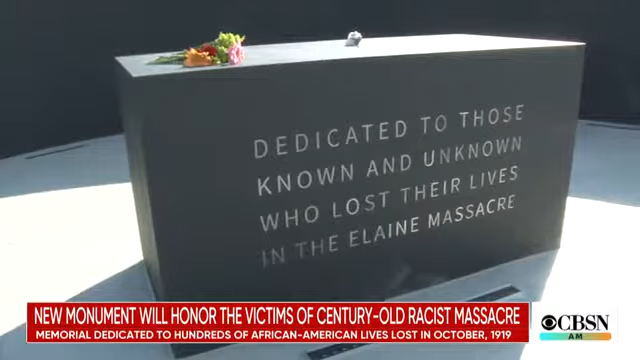 DEDICATED TO THOSE
KNOWN AND UNKNOWN
WHO LOST THEIR LIVES
IN THE ELAINE MASSACRE
NEW MONUMENT WILL HONOR THE VICTIMS OF CENTURY-OLD RACIST MASSACRE
MEMORIAL DEDICATED TO HUNDREDS OF AFRICAN-AMERICAN LIVES LOST IN OCTOBER, 1919
CBSN
AM